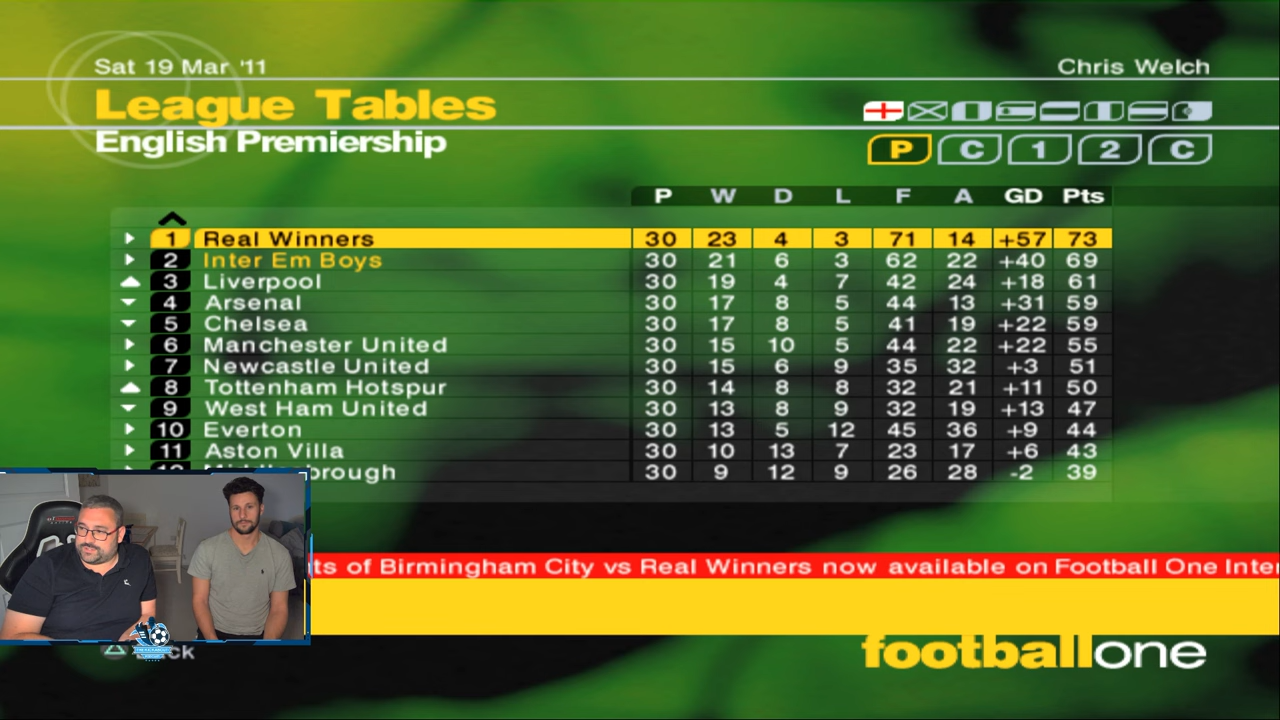 Sat 19 Mar '11
Chris Welch
League Tables
English Premiership
P C 1 2 C
P W D L F A GD Pts
1 Real Winners 30 23 4 3 71 14 +57 73
2 Inter Em Boys 30 21 6 3 62 22 +40 69
3 Liverpool 30 19 4 7 42 24 +18 61
4 Arsenal 30 17 8 5 44 13 +31 59
5 Chelsea 30 17 8 5 41 19 +22 59
6 Manchester United 30 15 10 5 44 22 +22 55
7 Newcastle United 30 15 6 9 35 32 +3 51
8 Tottenham Hotspur 30 14 8 8 32 21 +11 50
9 West Ham United 30 13 8 9 32 19 +13 47
10 Everton 30 13 5 12 45 36 +9 44
11 Aston Villa 30 10 13 7 23 17 +6 43
brough 30 9 12 9 26 28 -2 39
ts of Birmingham City vs Real Winners now available on Football One Inter
footballone